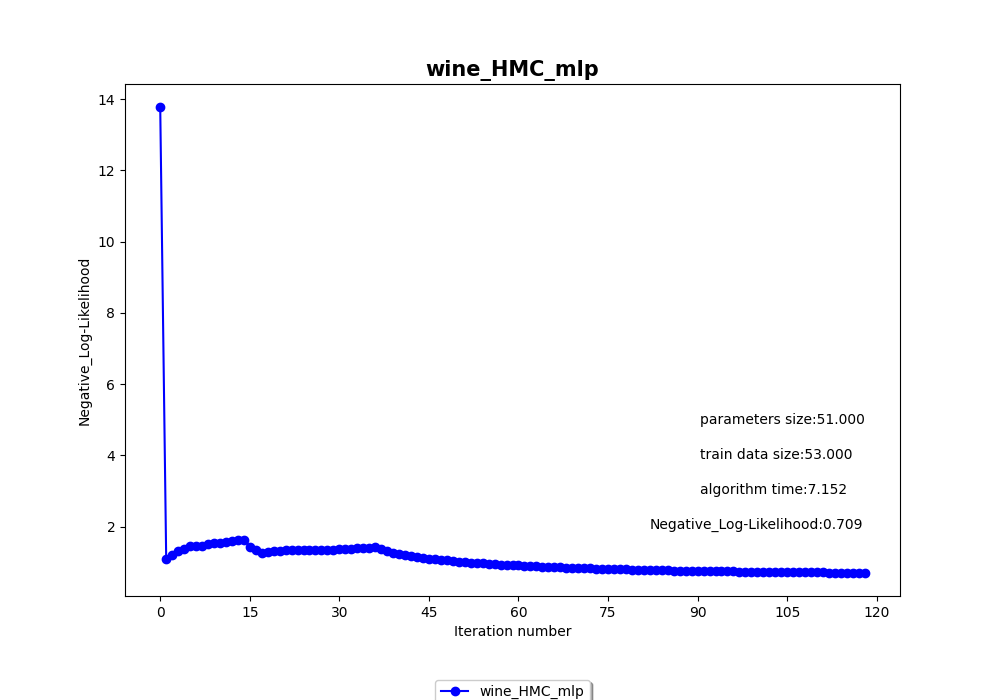 wine_HMC_mlp
14
12
10
8
6
4
2
Negative_Log-Likelihood
parameters size:51.000
train data size:53.000
algorithm time:7.152
Negative_Log-Likelihood:0.709
0 15 30 45 60 75 90 105 120
Iteration number
wine_HMC_mlp